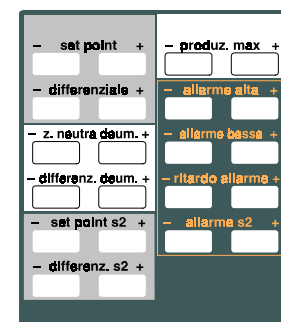 - set point +
- differenziale +
- z. neutra deum. +
- differenz. deum. +
- set point s2 +
- differenz. s2 +
- produz. max +
- allarme alta +
- allarme bassa +
- ritardo allarme +
- allarme s2 +